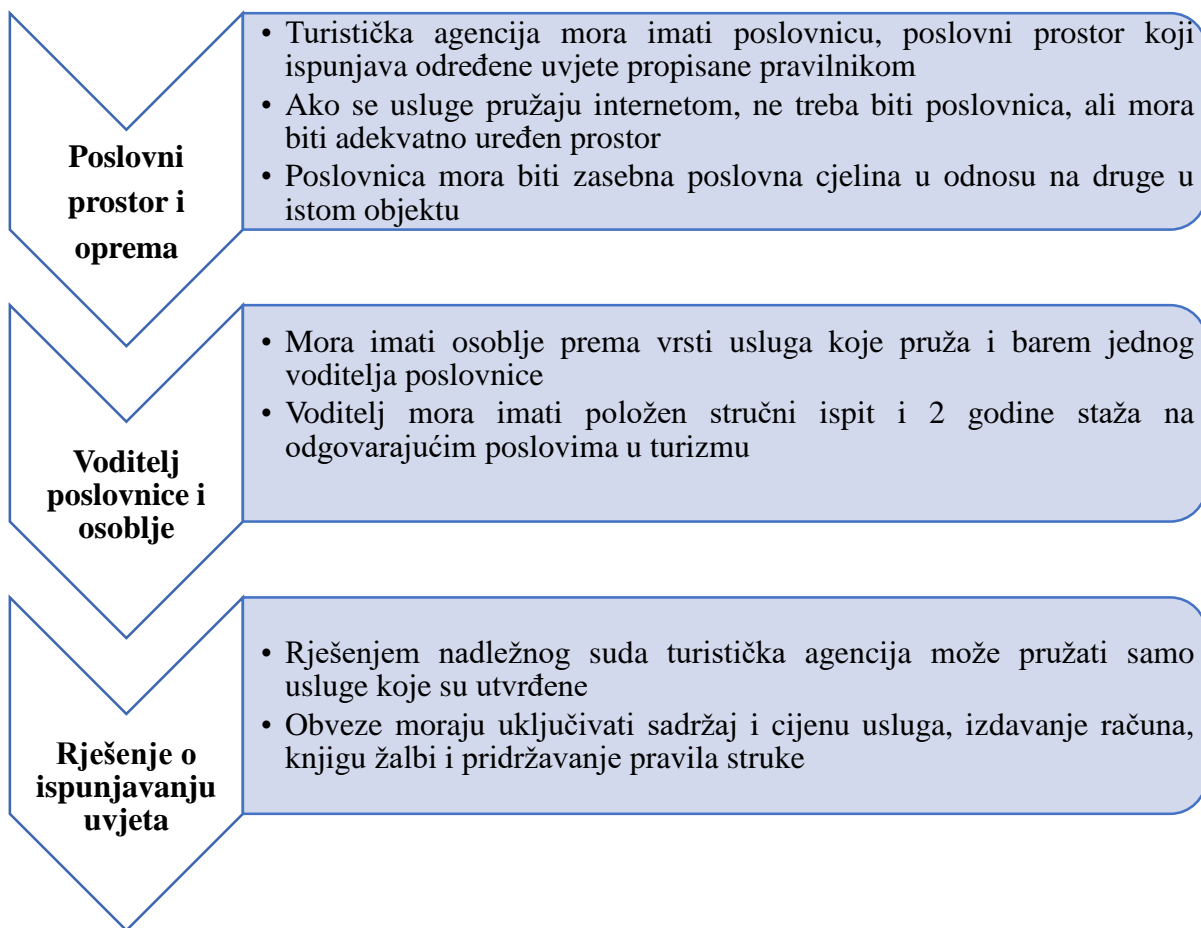 Poslovni
prostor i
oprema
• Turistička agencija mora imati poslovnicu, poslovni prostor koji
ispunjava određene uvjete propisane pravilnikom
• Ako se usluge pružaju internetom, ne treba biti poslovnica, ali mora
biti adekvatno uređen prostor
• Poslovnica mora biti zasebna poslovna cjelina u odnosu na druge u
istom objektu
Voditelj
poslovnice i
osoblje
• Mora imati osoblje prema vrsti usluga koje pruža i barem jednog
voditelja poslovnice
• Voditelj mora imati položen stručni ispit i 2 godine staža na
odgovarajućim poslovima u turizmu
Rješenje o
ispunjavanju
uvjeta
• Rješenjem nadležnog suda turistička agencija može pružati samo
usluge koje su utvrđene
• Obveze moraju uključivati sadržaj i cijenu usluga, izdavanje računa,
knjigu žalbi i pridržavanje pravila struke